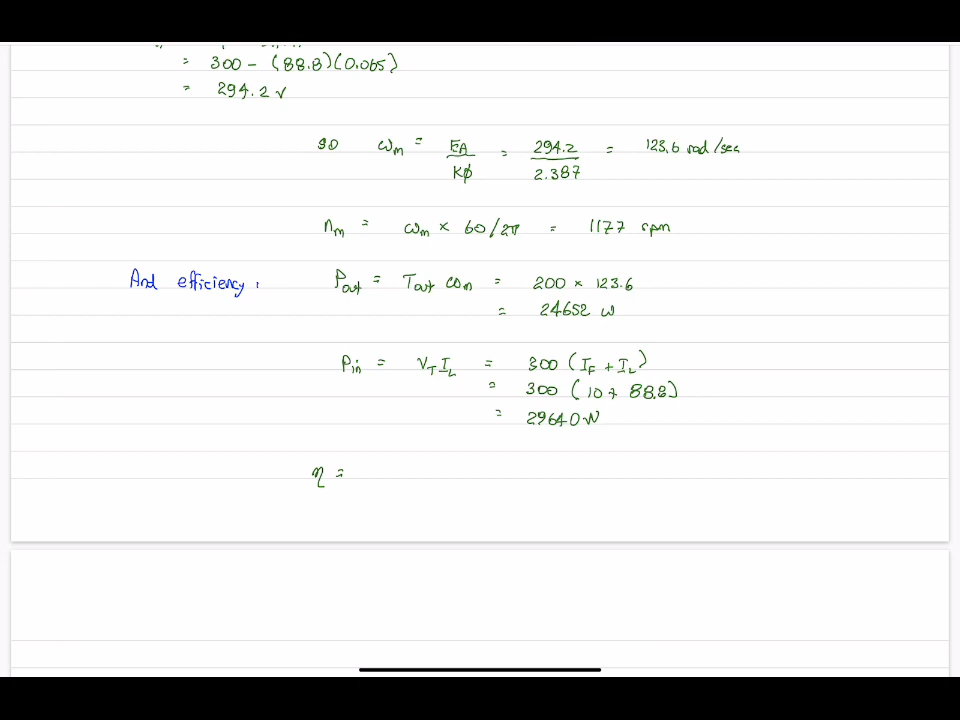 = 300 - (88.8)(0.065)
= 294.2 V
so ωm = EA / Kφ = 294.2 / 2.387 = 123.6 rad/sec
nm = ωm × 60/2π = 1177 rpm
And efficiency, Pout = Tout ωm = 200 × 123.6
= 24652 W
Pin = VT IL = 300 (IF + IL)
= 300 (10 + 88.8)
= 29640 W
η =